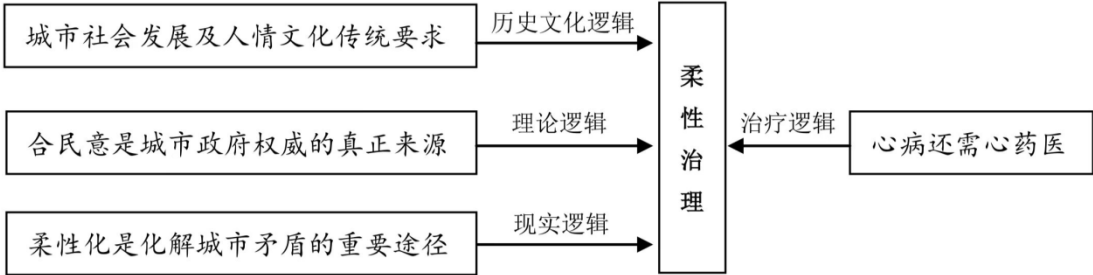 城市社会发展及人情文化传统要求
历史文化逻辑
合民意是城市政府权威的真正来源
理论逻辑
柔性化是化解城市矛盾的重要途径
现实逻辑
柔性治理
治疗逻辑
心病还需心药医